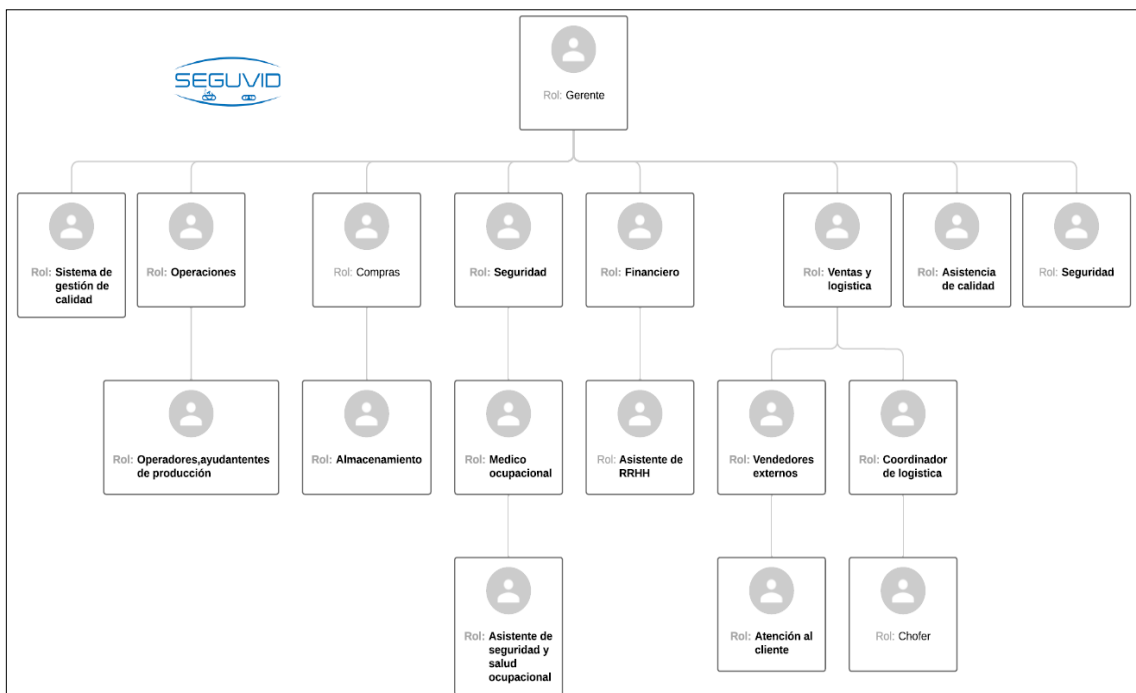 SEGUVID
Rol: Gerente
Rol: Sistema de
gestión de
calidad
Rol: Operaciones
Rol: Compras
Rol: Seguridad
Rol: Financiero
Rol: Ventas y
logistica
Rol: Asistencia
de calidad
Rol: Seguridad
Rol: Operadores,ayudantentes
de producción
Rol: Almacenamiento
Rol: Medico
ocupacional
Rol: Asistente de
RRHH
Rol: Vendedores
externos
Rol: Coordinador
de logistica
Rol: Asistente de
seguridad y
salud
ocupacional
Rol: Atención al
cliente
Rol: Chofer